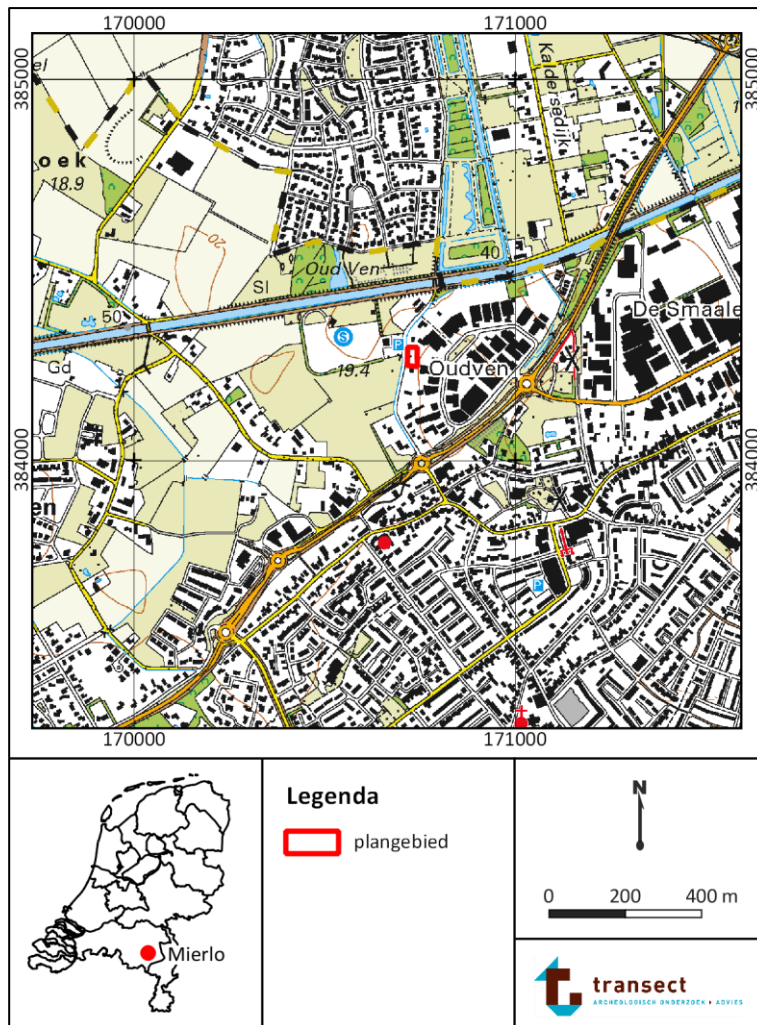 170000 171000
385000
385000
el
Kaldersedijk
oek
18.9
20
Oud Ven
40
Sl
50
De Smaale
S
P
19.4
Oudven
Gd
384000
384000
en
P
170000 171000
Legenda
plangebied
N
0 200 400 m
Mierlo
transect
ARCHEOLOGISCH ONDERZOEK ADVIES